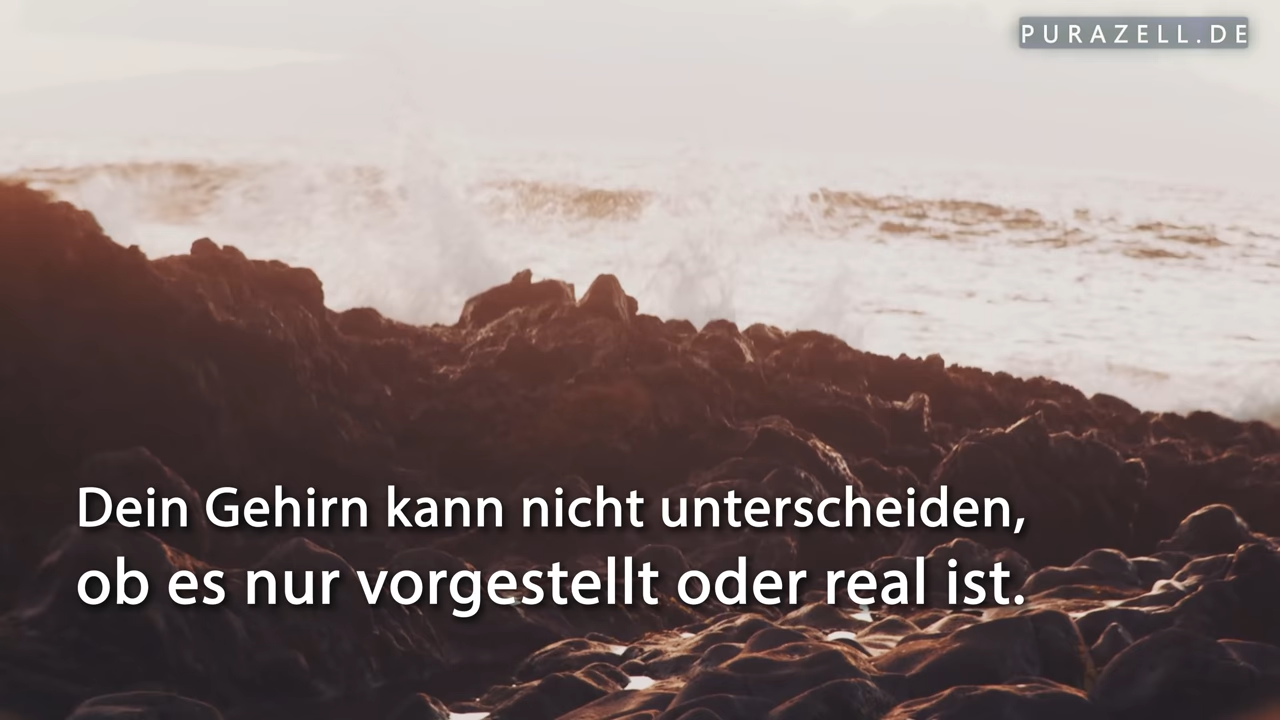 PURAZELL.DE
Dein Gehirn kann nicht unterscheiden,
ob es nur vorgestellt oder real ist.